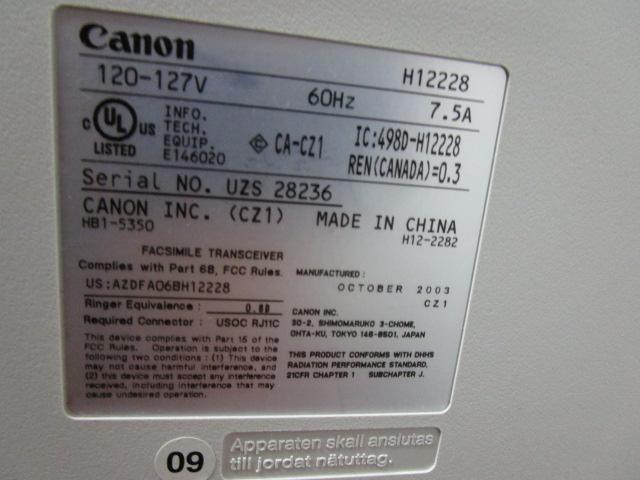 Canon
120-127V 60Hz H12228
7.5A
C UL US LISTED
INFO.
TECH.
EQUIP.
E146020
C CA-CZ1 IC:498D-H12228
REN(CANADA)=0.3
Serial NO. UZS 28236
CANON INC. (CZ1) MADE IN CHINA
HB1-5350 H12-2282
FACSIMILE TRANSCEIVER
Complies with Part 68, FCC Rules.
US:AZDFA06BH12228
Ringer Equivalence : 0.6B
Required Connector : USOC RJ11C
This device complies with Part 15 of the
FCC Rules. Operation is subject to the
following two conditions : (1) This device
may not cause harmful interference, and
(2) this device must accept any interference
received, including interference that may
cause undesired operation.
MANUFACTURED :
OCTOBER 2003
CZ1
CANON INC.
30-2, SHIMOMARUKO 3-CHOME,
OHTA-KU, TOKYO 146-8501, JAPAN
THIS PRODUCT CONFORMS WITH DHHS
RADIATION PERFORMANCE STANDARD,
21CFR CHAPTER 1 SUBCHAPTER J.
09
Apparaten skall anslutas
till jordat nätuttag.